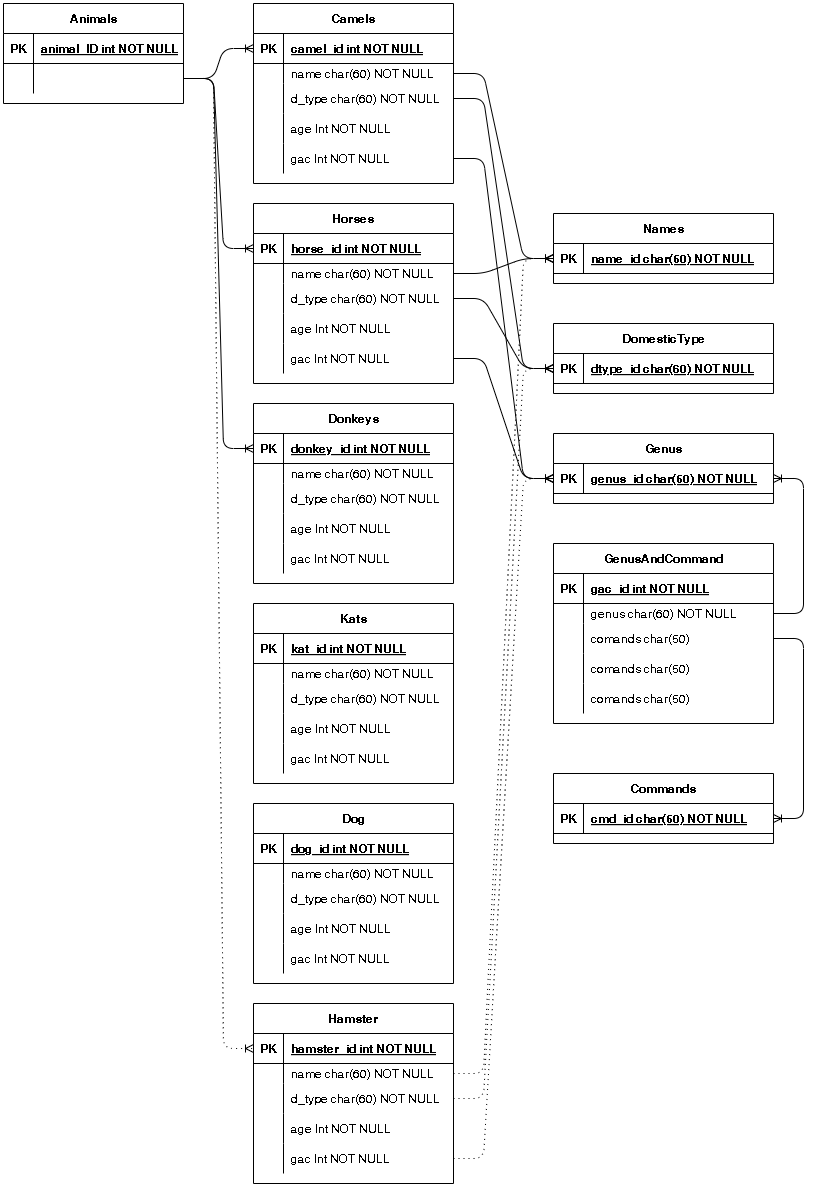 Animals
PK animal_ID int NOT NULL
Camels
PK camel_id int NOT NULL
name char(60) NOT NULL
d_type char(60) NOT NULL
age Int NOT NULL
gac Int NOT NULL
Horses
PK horse_id int NOT NULL
name char(60) NOT NULL
d_type char(60) NOT NULL
age Int NOT NULL
gac Int NOT NULL
Donkeys
PK donkey_id int NOT NULL
name char(60) NOT NULL
d_type char(60) NOT NULL
age Int NOT NULL
gac Int NOT NULL
Kats
PK kat_id int NOT NULL
name char(60) NOT NULL
d_type char(60) NOT NULL
age Int NOT NULL
gac Int NOT NULL
Dog
PK dog_id int NOT NULL
name char(60) NOT NULL
d_type char(60) NOT NULL
age Int NOT NULL
gac Int NOT NULL
Hamster
PK hamster_id int NOT NULL
name char(60) NOT NULL
d_type char(60) NOT NULL
age Int NOT NULL
gac Int NOT NULL
Names
PK name_id char(60) NOT NULL
DomesticType
PK dtype_id char(60) NOT NULL
Genus
PK genus_id char(60) NOT NULL
GenusAndCommand
PK gac_id int NOT NULL
genus char(60) NOT NULL
comands char(50)
comands char(50)
comands char(50)
Commands
PK cmd_id char(60) NOT NULL